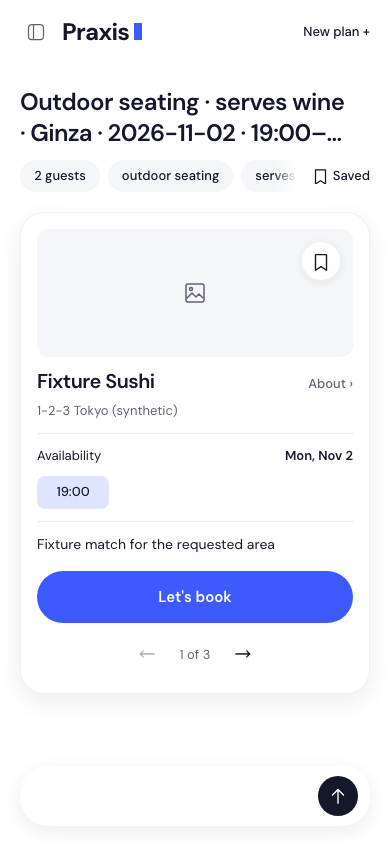 Praxis
New plan +
Outdoor seating · serves wine
· Ginza · 2026-11-02 · 19:00–...
2 guests
outdoor seating
serves
Saved
Fixture Sushi
About ›
1-2-3 Tokyo (synthetic)
Availability
Mon, Nov 2
19:00
Fixture match for the requested area
Let's book
← 1 of 3 →